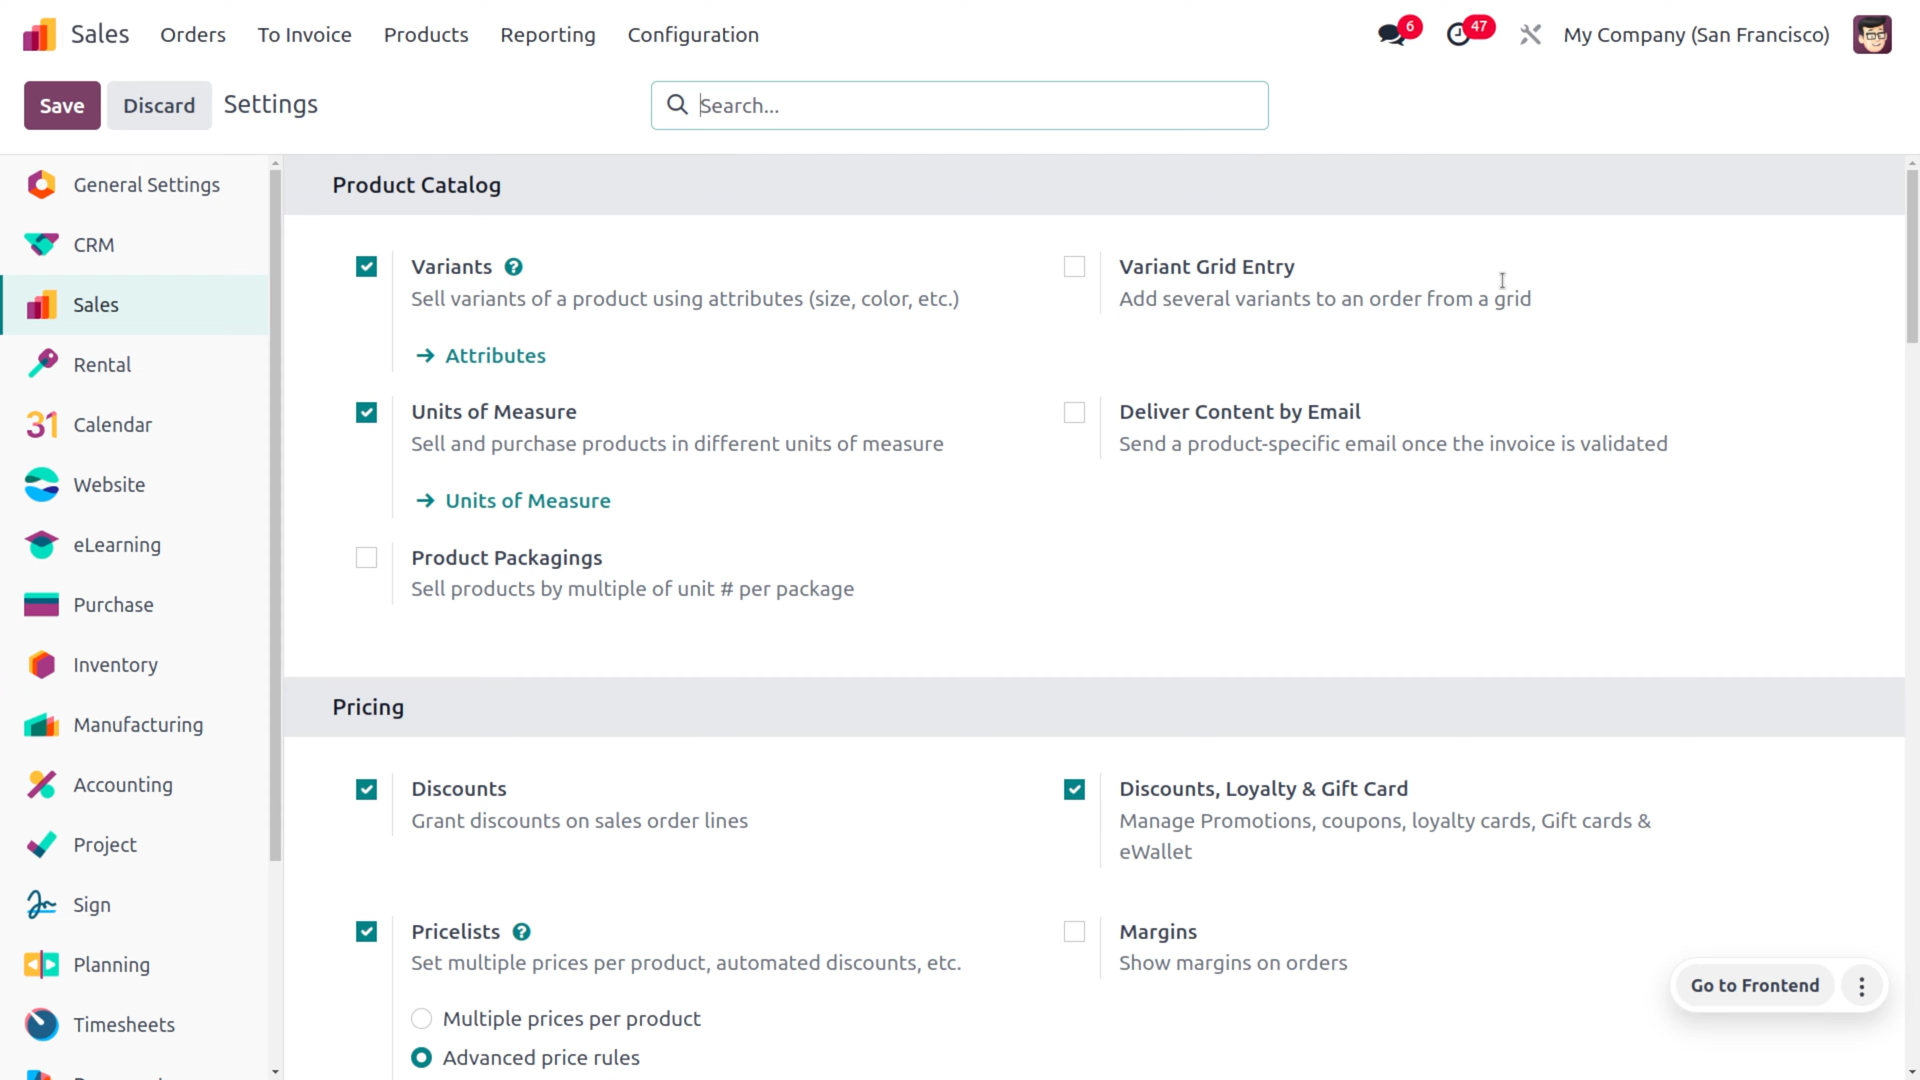 Sales Orders To Invoice Products Reporting Configuration 6 47 My Company (San Francisco)
Save Discard Settings Search...
General Settings
CRM
Sales
Rental
31 Calendar
Website
eLearning
Purchase
Inventory
Manufacturing
Accounting
Project
Sign
Planning
Timesheets
Product Catalog
Variants ?
Sell variants of a product using attributes (size, color, etc.)
Attributes
Variant Grid Entry
Add several variants to an order from a grid
Units of Measure
Sell and purchase products in different units of measure
Units of Measure
Deliver Content by Email
Send a product-specific email once the invoice is validated
Product Packagings
Sell products by multiple of unit # per package
Pricing
Discounts
Grant discounts on sales order lines
Discounts, Loyalty & Gift Card
Manage Promotions, coupons, loyalty cards, Gift cards &
eWallet
Pricelists ?
Set multiple prices per product, automated discounts, etc.
Multiple prices per product
Advanced price rules
Margins
Show margins on orders
Go to Frontend